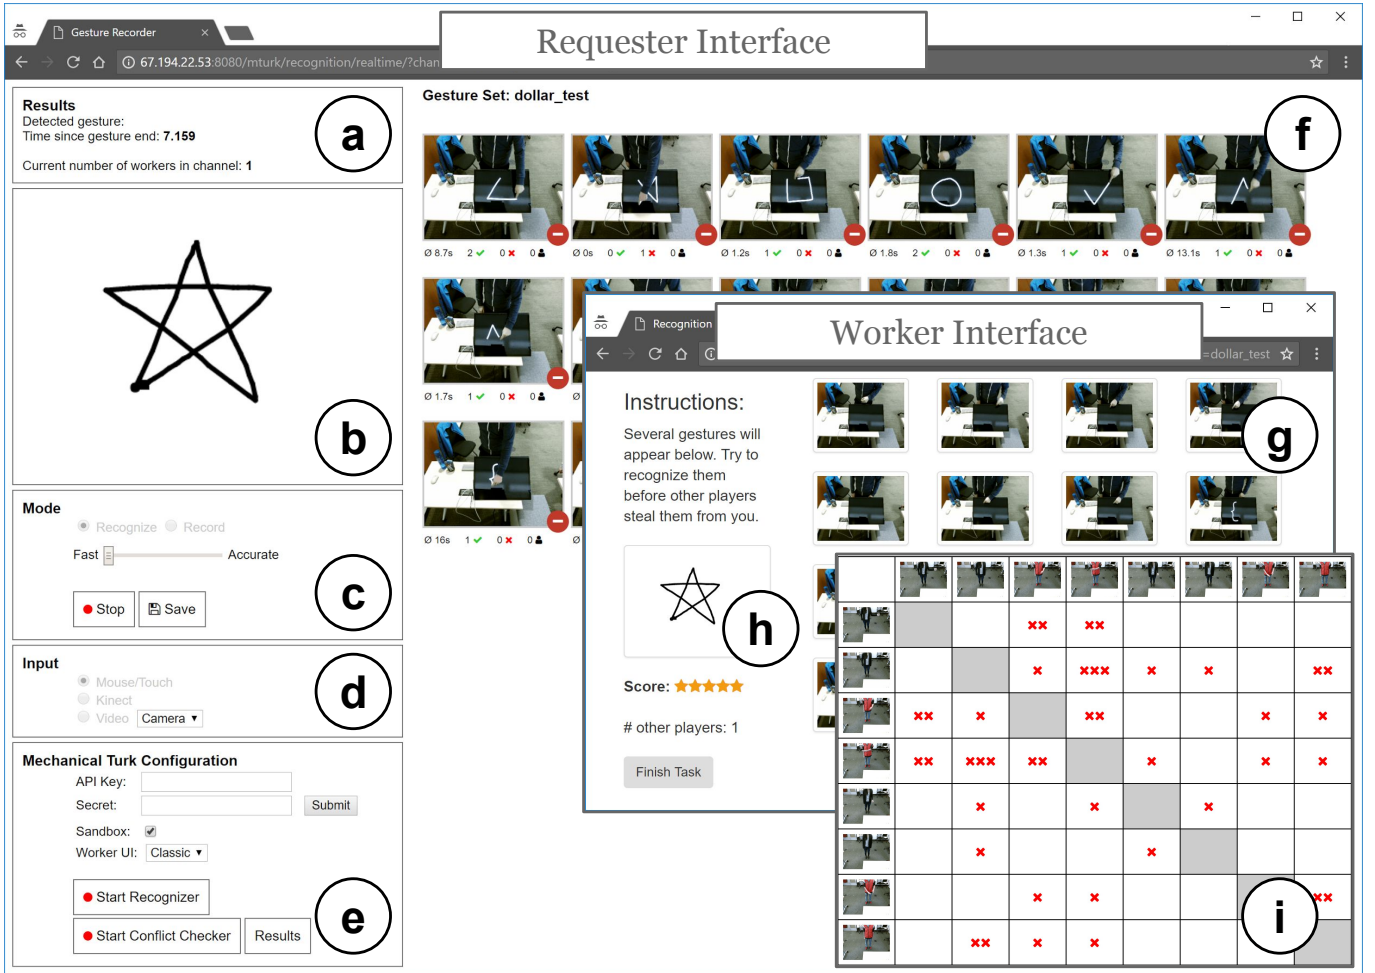 Gesture Recorder
Requester Interface
67.194.22.53:8080/mturk/recognition/realtime/?chan
Results
Detected gesture:
Time since gesture end: 7.159
Current number of workers in channel: 1
a
b
Mode
Recognize Record
Fast Accurate
Stop Save
c
Input
Mouse/Touch
Kinect
Video Camera
d
Mechanical Turk Configuration
API Key:
Secret: Submit
Sandbox:
Worker UI: Classic
Start Recognizer
Start Conflict Checker Results
e
Gesture Set: dollar_test
f
Ø 8.7s 2 0 0 Ø 0s 0 1 0 Ø 1.2s 1 0 0 Ø 1.8s 2 0 0 Ø 1.3s 1 0 0 Ø 13.1s 1 0 0
Ø 1.7s 1 0 0 Ø
Ø 16s 1 0 0 Ø
Recognition
Worker Interface
=dollar_test
Instructions:
Several gestures will
appear below. Try to
recognize them
before other players
steal them from you.
g
h
Score:
# other players: 1
Finish Task
i